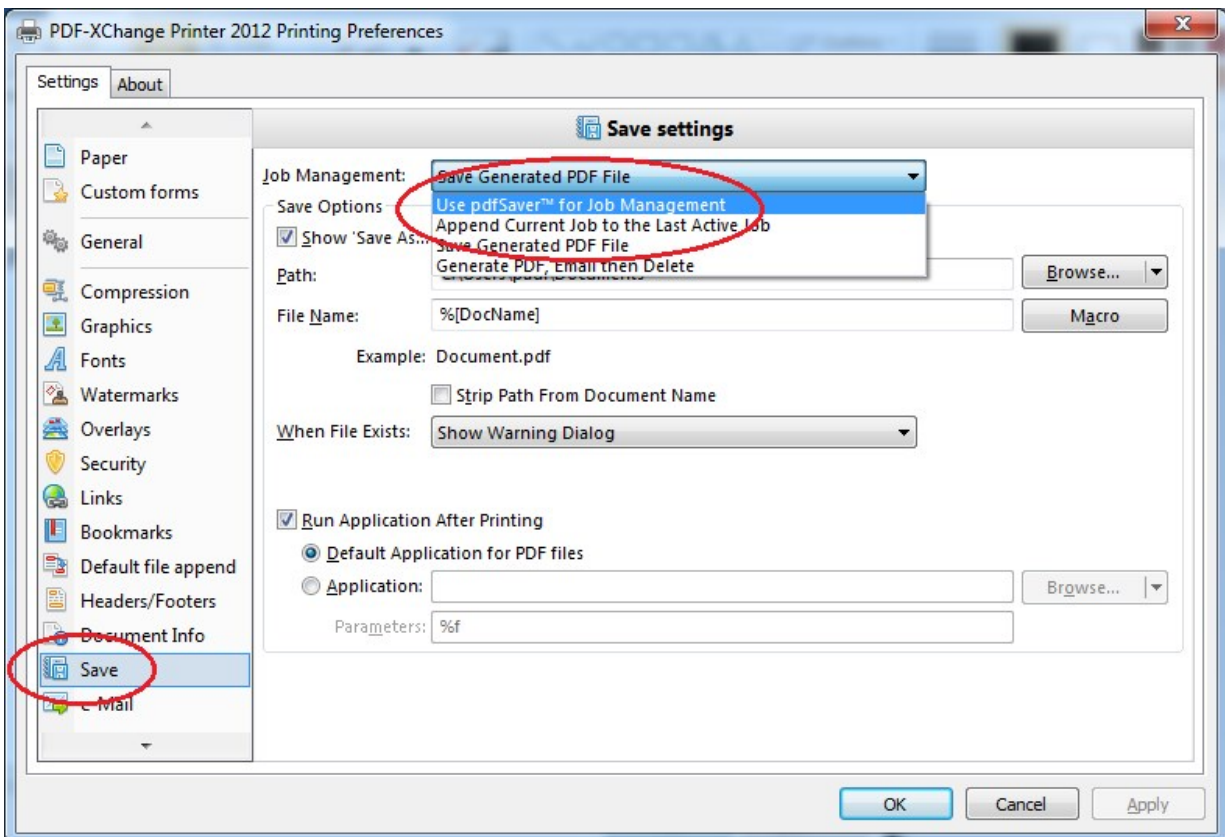 PDF-XChange Printer 2012 Printing Preferences
Settings
About
Paper
Custom forms
General
Compression
Graphics
Fonts
Watermarks
Overlays
Security
Links
Bookmarks
Default file append
Headers/Footers
Document Info
Save
e-Mail
Save settings
Job Management: Save Generated PDF File
Use pdfSaver™ for Job Management
Append Current Job to the Last Active Job
Save Generated PDF File
Generate PDF, Email then Delete
Save Options
Show 'Save As...
Path: Browse...
File Name: %[DocName] Macro
Example: Document.pdf
Strip Path From Document Name
When File Exists: Show Warning Dialog
Run Application After Printing
Default Application for PDF files
Application: Browse...
Parameters: %f
OK Cancel Apply